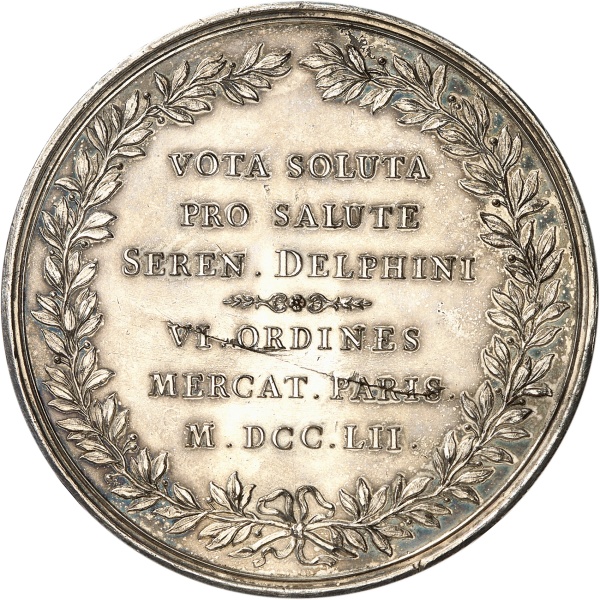 VOTA SOLUTA
PRO SALUTE
SEREN. DELPHINI
VI. ORDINES
MERCAT. PARIS.
M. DCC. LII.